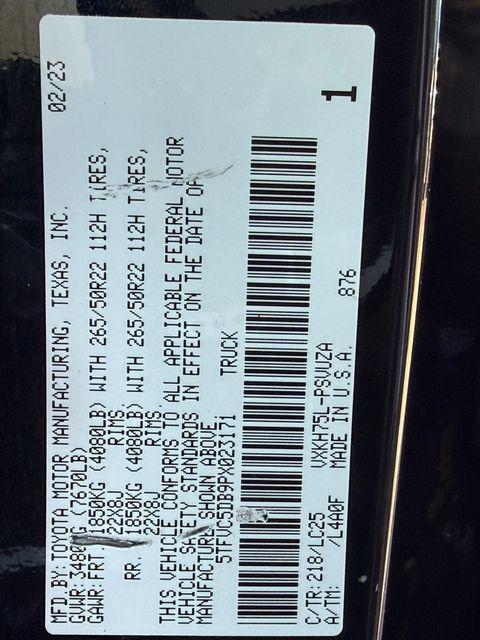 MFD. BY: TOYOTA MOTOR MANUFACTURING, TEXAS, INC. 02/23
GVWR: 3480KG (7670LB)
GAWR: FRT. 1850KG (4080LB) WITH 265/50R22 112H TIRES,
22X8J RIMS.
RR. 1850KG (4080LB) WITH 265/50R22 112H TIRES,
22X8J RIMS.
THIS VEHICLE CONFORMS TO ALL APPLICABLE FEDERAL MOTOR
VEHICLE SAFETY STANDARDS IN EFFECT ON THE DATE OF
MANUFACTURE SHOWN ABOVE.
5TFVC5DB9PX023171 TRUCK
C/TR: 218/LC25 VXKH75L-PSVUZA 876
A/TM: /L4A0F MADE IN U.S.A.
1